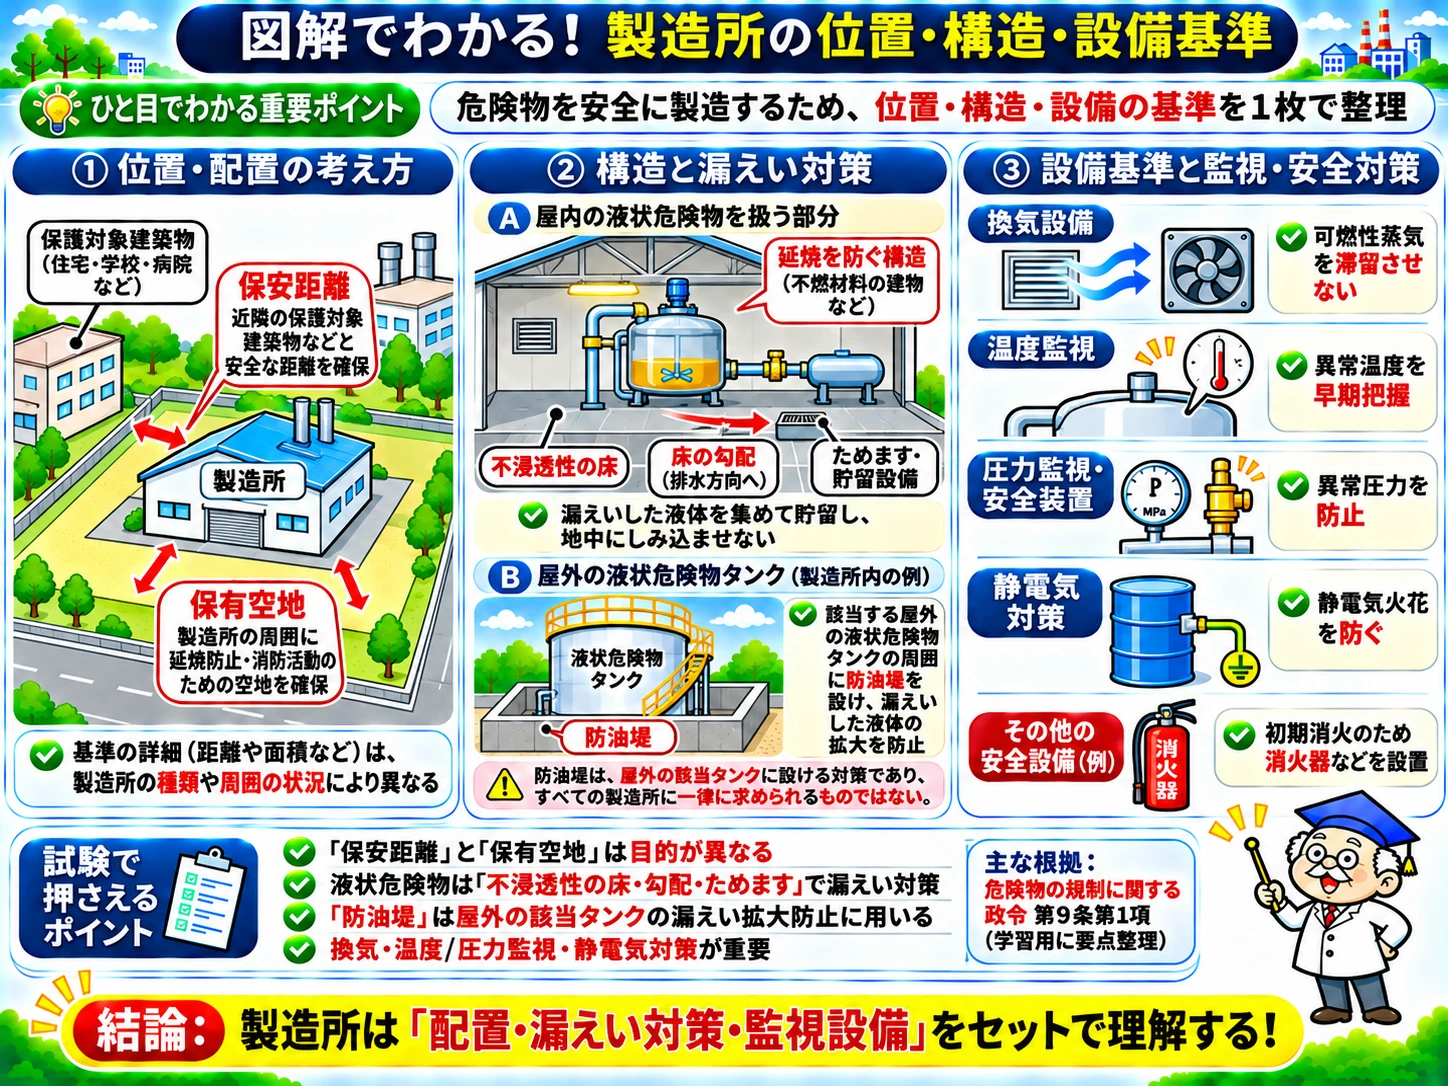 図解でわかる！製造所の位置・構造・設備基準
ひと目でわかる重要ポイント
危険物を安全に製造するため、位置・構造・設備の基準を1枚で整理
① 位置・配置の考え方
保護対象建築物
（住宅・学校・病院
など）
保安距離
近隣の保護対象
建築物などと
安全な距離を確保
製造所
保有空地
製造所の周囲に
延焼防止・消防活動の
ための空地を確保
基準の詳細（距離や面積など）は、
製造所の種類や周囲の状況により異なる
② 構造と漏えい対策
A 屋内の液状危険物を扱う部分
延焼を防ぐ構造
（不燃材料の建物
など）
不浸透性の床
床の勾配
（排水方向へ）
ためます・
貯留設備
漏えいした液体を集めて貯留し、
地中にしみ込ませない
B 屋外の液状危険物タンク（製造所内の例）
液状危険物
タンク
防油堤
該当する屋外
の液状危険物
タンクの周囲
に防油堤を
設け、漏えい
した液体の
拡大を防止
防油堤は、屋外の該当タンクに設ける対策であり、
すべての製造所に一律に求められるものではない。
③ 設備基準と監視・安全対策
換気設備
可燃性蒸気
を滞留させ
ない
温度監視
異常温度を
早期把握
圧力監視・
安全装置
P
MPa
異常圧力を
防止
静電気
対策
静電気火花
を防ぐ
その他の
安全設備（例）
消火器
初期消火のため
消火器などを設置
試験で
押さえる
ポイント
「保安距離」と「保有空地」は目的が異なる
液状危険物は「不浸透性の床・勾配・ためます」で漏えい対策
「防油堤」は屋外の該当タンクの漏えい拡大防止に用いる
換気・温度/圧力監視・静電気対策が重要
主な根拠：
危険物の規制に関する
政令 第9条第1項
（学習用に要点整理）
結論： 製造所は「配置・漏えい対策・監視設備」をセットで理解する！